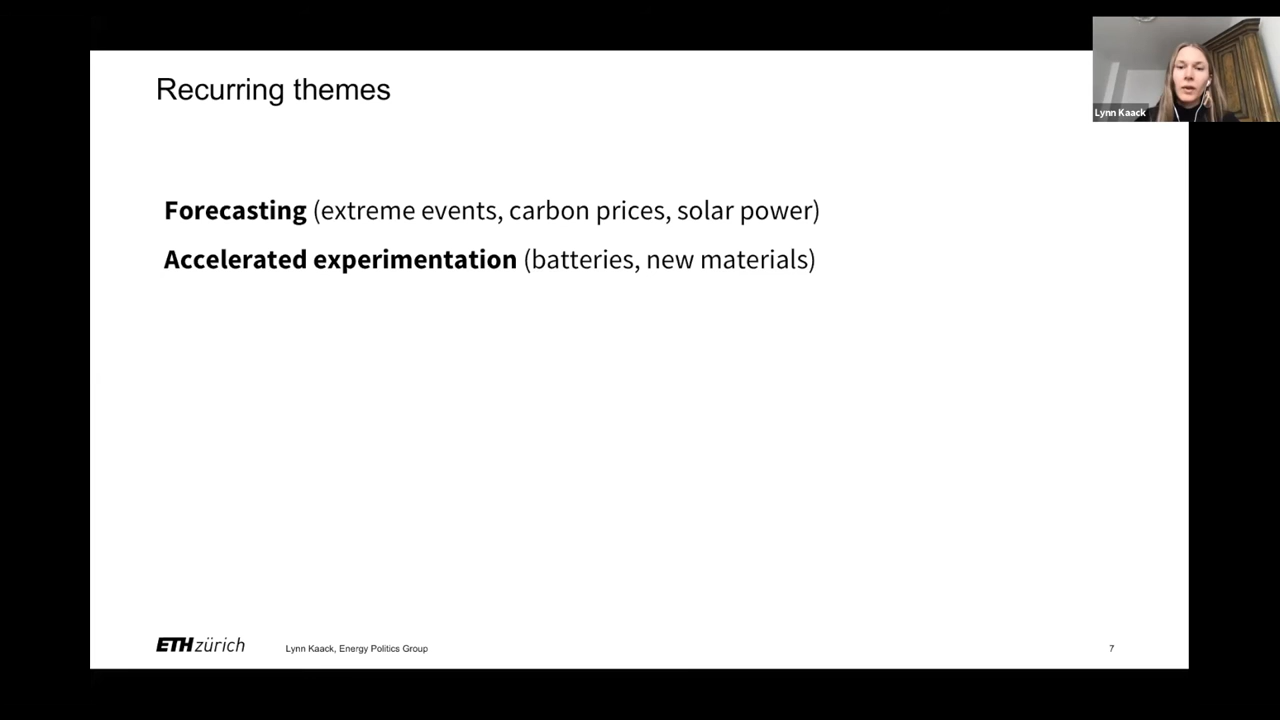 Recurring themes
Lynn Kaack
Forecasting (extreme events, carbon prices, solar power)
Accelerated experimentation (batteries, new materials)
ETH zürich
Lynn Kaack, Energy Politics Group
7